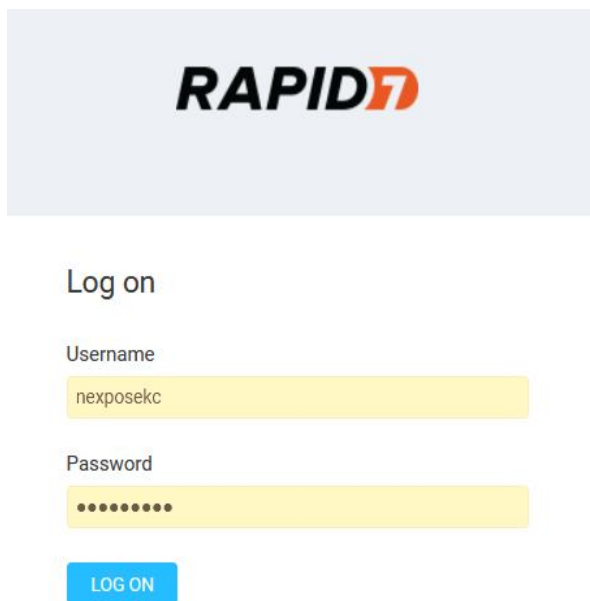 RAPID7
Log on
Username
nexposekc
Password
•••••••••
LOG ON